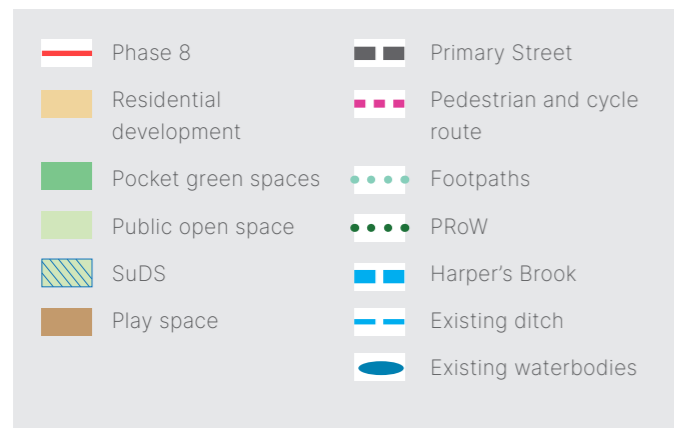 Phase 8
Residential
development
Pocket green spaces
Public open space
SuDS
Play space
Primary Street
Pedestrian and cycle
route
Footpaths
PRoW
Harper's Brook
Existing ditch
Existing waterbodies